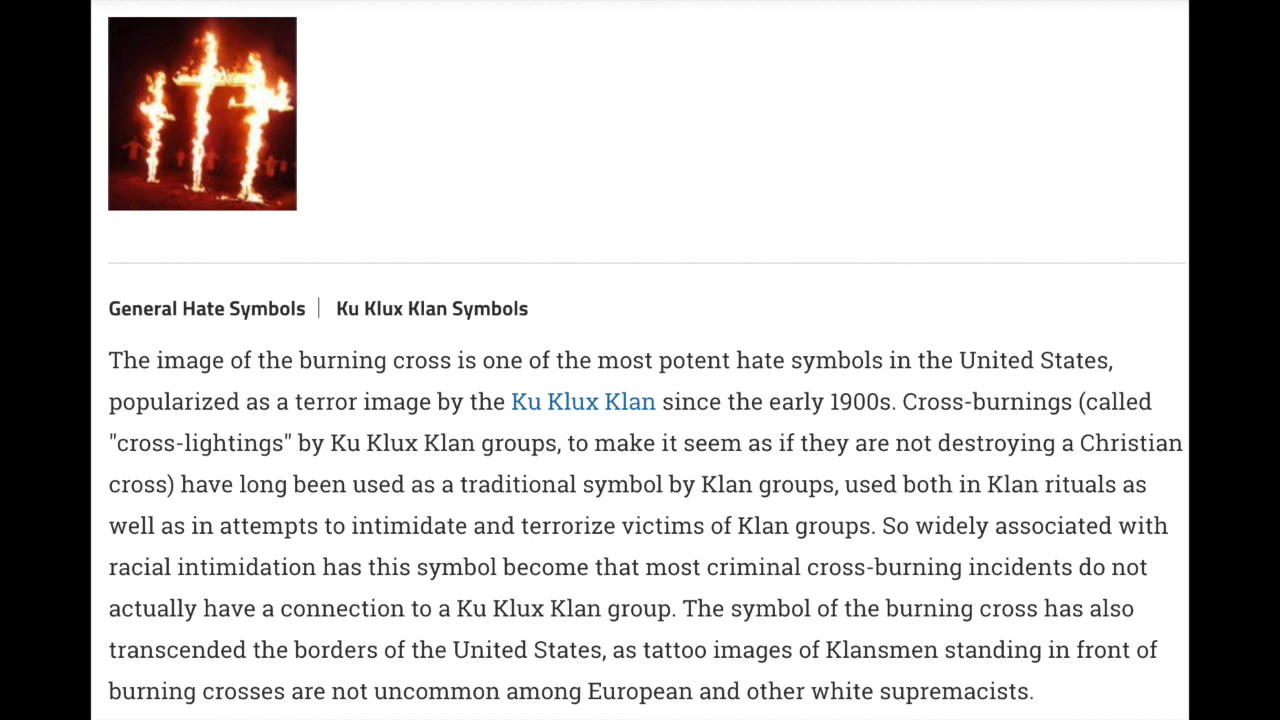 General Hate Symbols | Ku Klux Klan Symbols
The image of the burning cross is one of the most potent hate symbols in the United States,
popularized as a terror image by the Ku Klux Klan since the early 1900s. Cross-burnings (called
"cross-lightings" by Ku Klux Klan groups, to make it seem as if they are not destroying a Christian
cross) have long been used as a traditional symbol by Klan groups, used both in Klan rituals as
well as in attempts to intimidate and terrorize victims of Klan groups. So widely associated with
racial intimidation has this symbol become that most criminal cross-burning incidents do not
actually have a connection to a Ku Klux Klan group. The symbol of the burning cross has also
transcended the borders of the United States, as tattoo images of Klansmen standing in front of
burning crosses are not uncommon among European and other white supremacists.